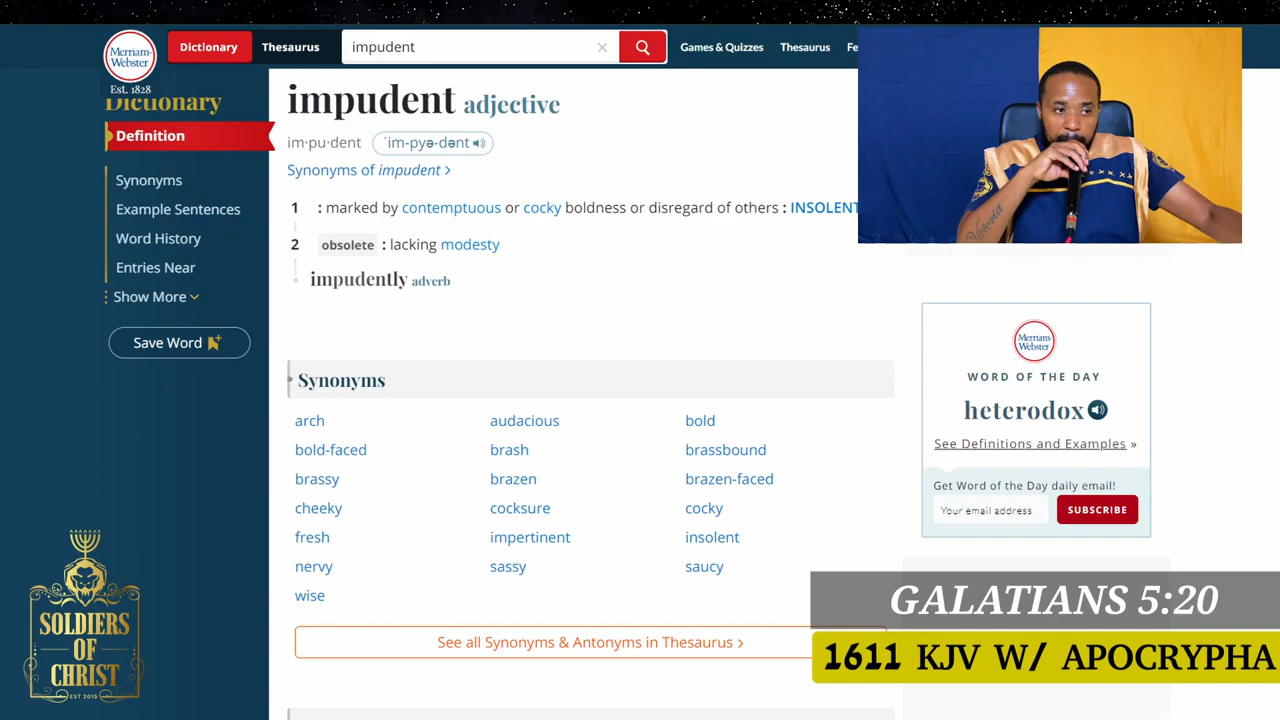 Merriam-
Webster
Est. 1828
Dictionary
Thesaurus
impudent
Games & Quizzes
Thesaurus
Fe
Dictionary
Definition
Synonyms
Example Sentences
Word History
Entries Near
Show More
Save Word
impudent adjective
im·pu·dent
ˈim-pyə-dənt
Synonyms of impudent >
1 : marked by contemptuous or cocky boldness or disregard of others : INSOLENT
2 obsolete : lacking modesty
impudently adverb
Synonyms
arch audacious bold
bold-faced brash brassbound
brassy brazen brazen-faced
cheeky cocksure cocky
fresh impertinent insolent
nervy sassy saucy
wise
See all Synonyms & Antonyms in Thesaurus >
Victoria
Merriam-
Webster
WORD OF THE DAY
heterodox
See Definitions and Examples »
Get Word of the Day daily email!
Your email address
SUBSCRIBE
SOLDIERS
OF
CHRIST
EST 2015
GALATIANS 5:20
1611 KJV W/ APOCRYPHA